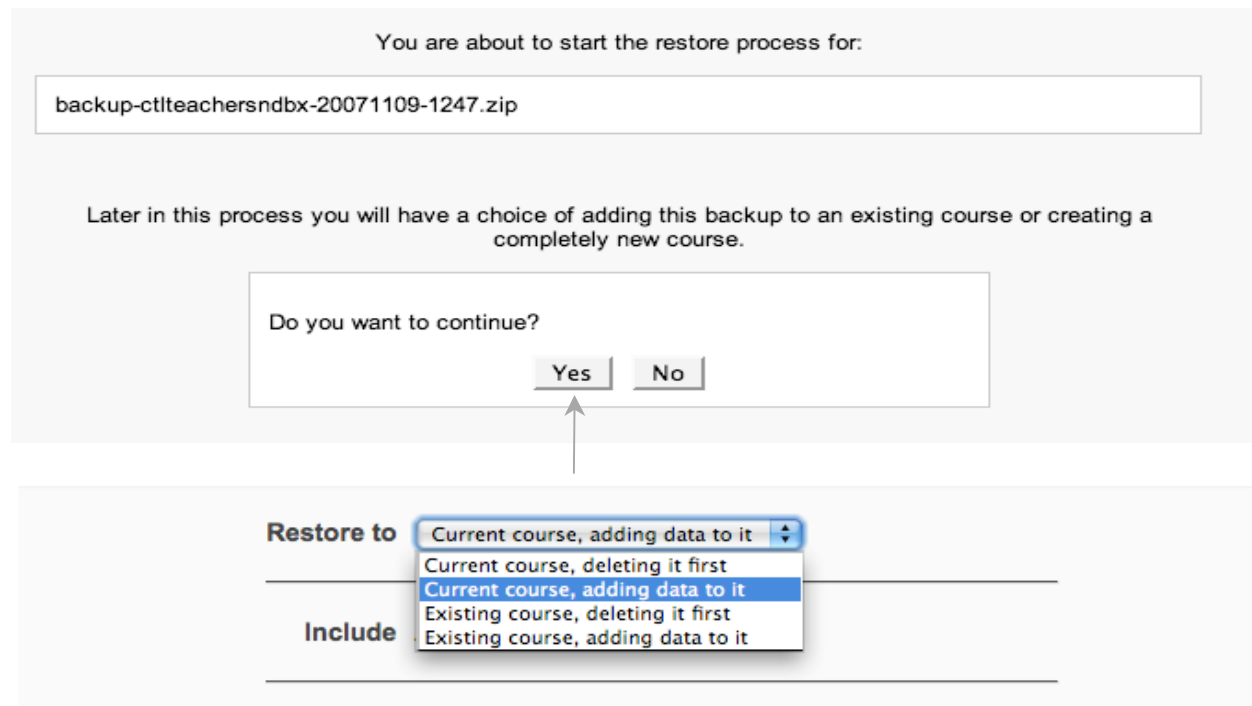 You are about to start the restore process for:
backup-ctlteachersndbx-20071109-1247.zip
Later in this process you will have a choice of adding this backup to an existing course or creating a
completely new course.
Do you want to continue?
Yes No
Restore to Current course, adding data to it
Current course, deleting it first
Current course, adding data to it
Existing course, deleting it first
Include Existing course, adding data to it